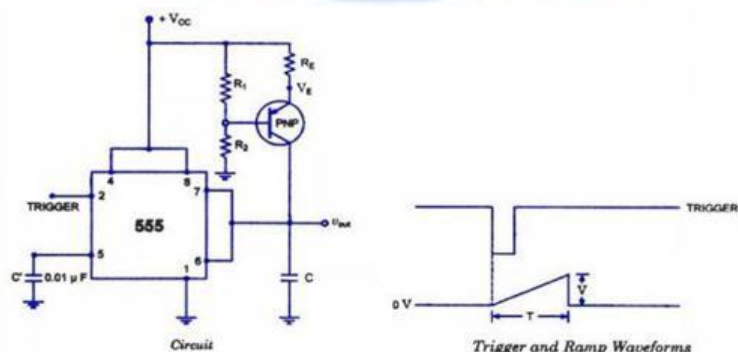 + VCC
RE
R1
VE
PNP
R2
4
8
2
7
TRIGGER
555
vout
5
6
1
C' 0.01 µF
C
Circuit
TRIGGER
V
0 V
T
Trigger and Ramp Waveforms